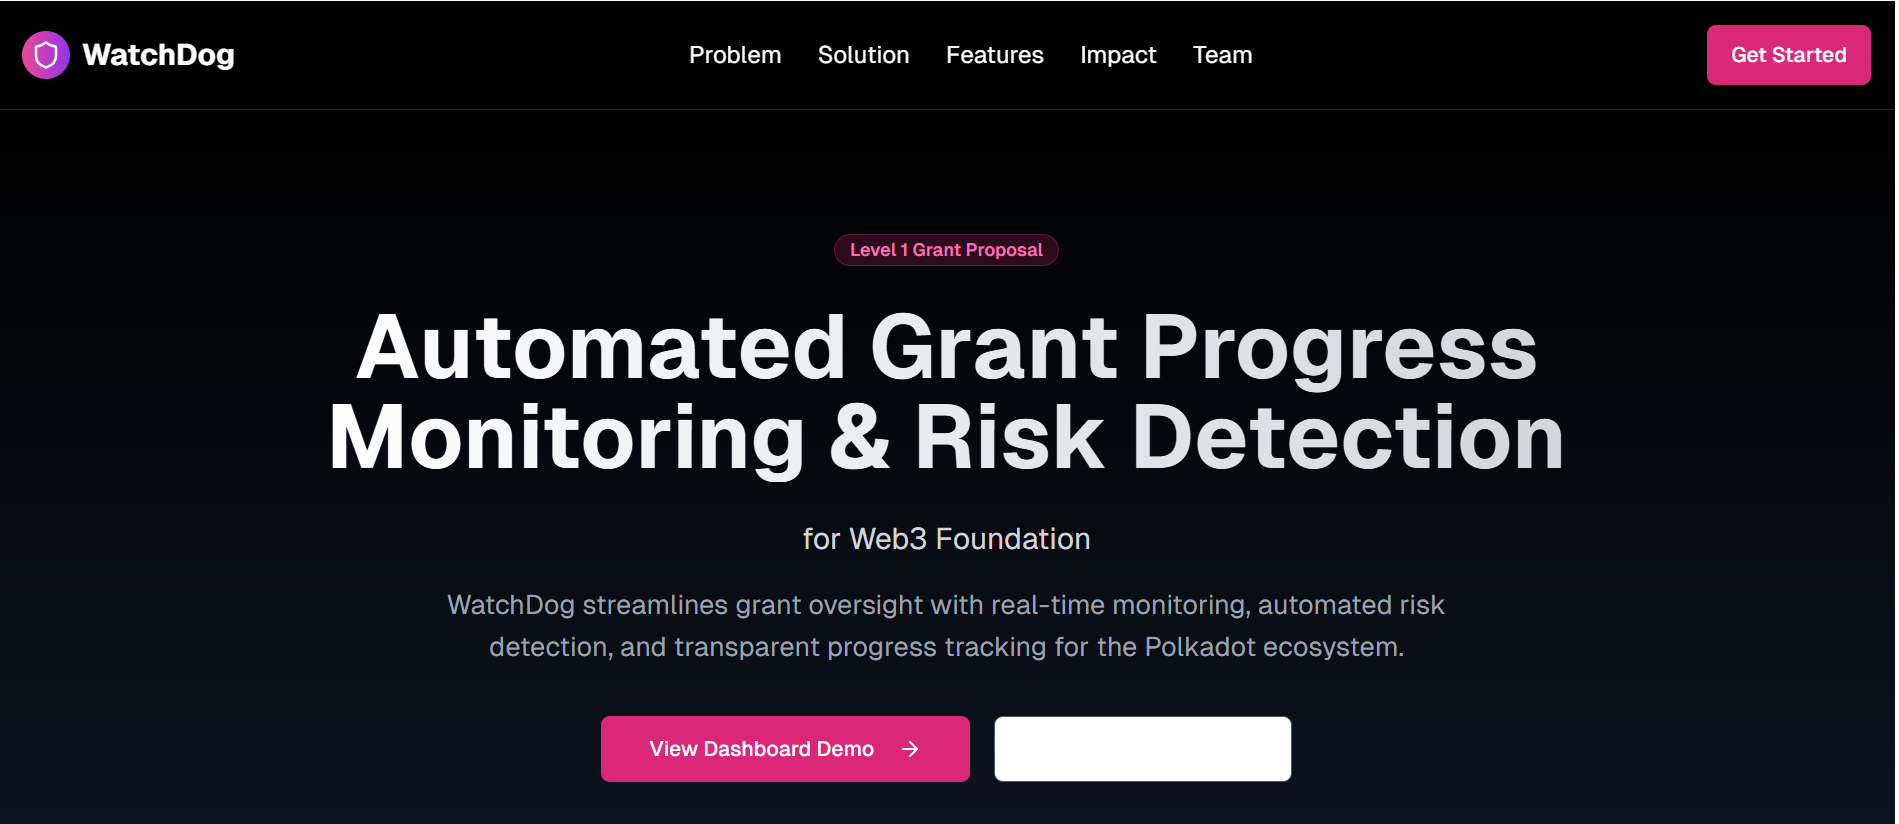 WatchDog
Problem
Solution
Features
Impact
Team
Get Started
Level 1 Grant Proposal
Automated Grant Progress
Monitoring & Risk Detection
for Web3 Foundation
WatchDog streamlines grant oversight with real-time monitoring, automated risk
detection, and transparent progress tracking for the Polkadot ecosystem.
View Dashboard Demo →